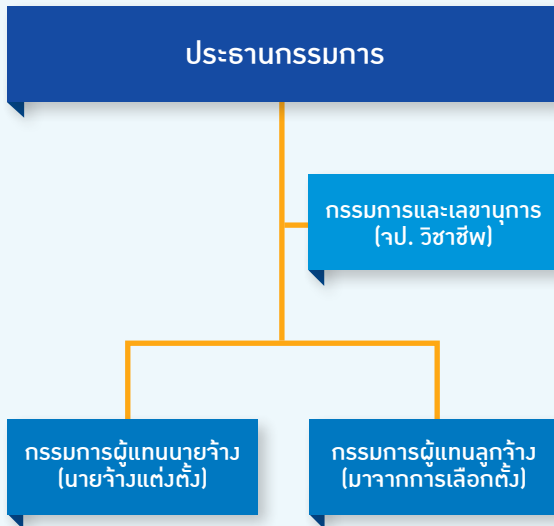 ประธานกรรมการ
กรรมการและเลขานุการ
(จป. วิชาชีพ)
กรรมการผู้แทนนายจ้าง
(นายจ้างแต่งตั้ง)
กรรมการผู้แทนลูกจ้าง
(มาจากการเลือกตั้ง)